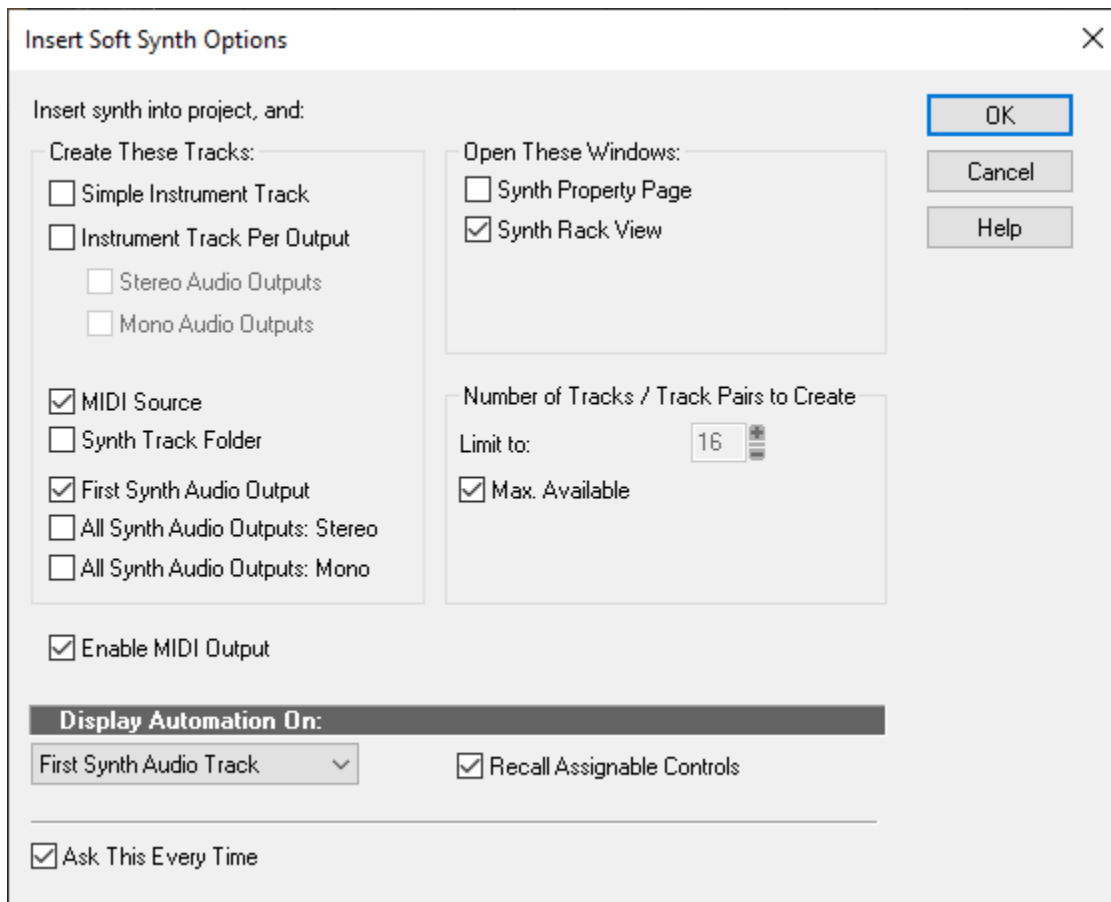 Insert Soft Synth Options
Insert synth into project, and:
Create These Tracks:
Simple Instrument Track
Instrument Track Per Output
Stereo Audio Outputs
Mono Audio Outputs
MIDI Source
Synth Track Folder
First Synth Audio Output
All Synth Audio Outputs: Stereo
All Synth Audio Outputs: Mono
Enable MIDI Output
Open These Windows:
Synth Property Page
Synth Rack View
Number of Tracks / Track Pairs to Create
Limit to: 16
Max. Available
OK
Cancel
Help
Display Automation On:
First Synth Audio Track
Recall Assignable Controls
Ask This Every Time